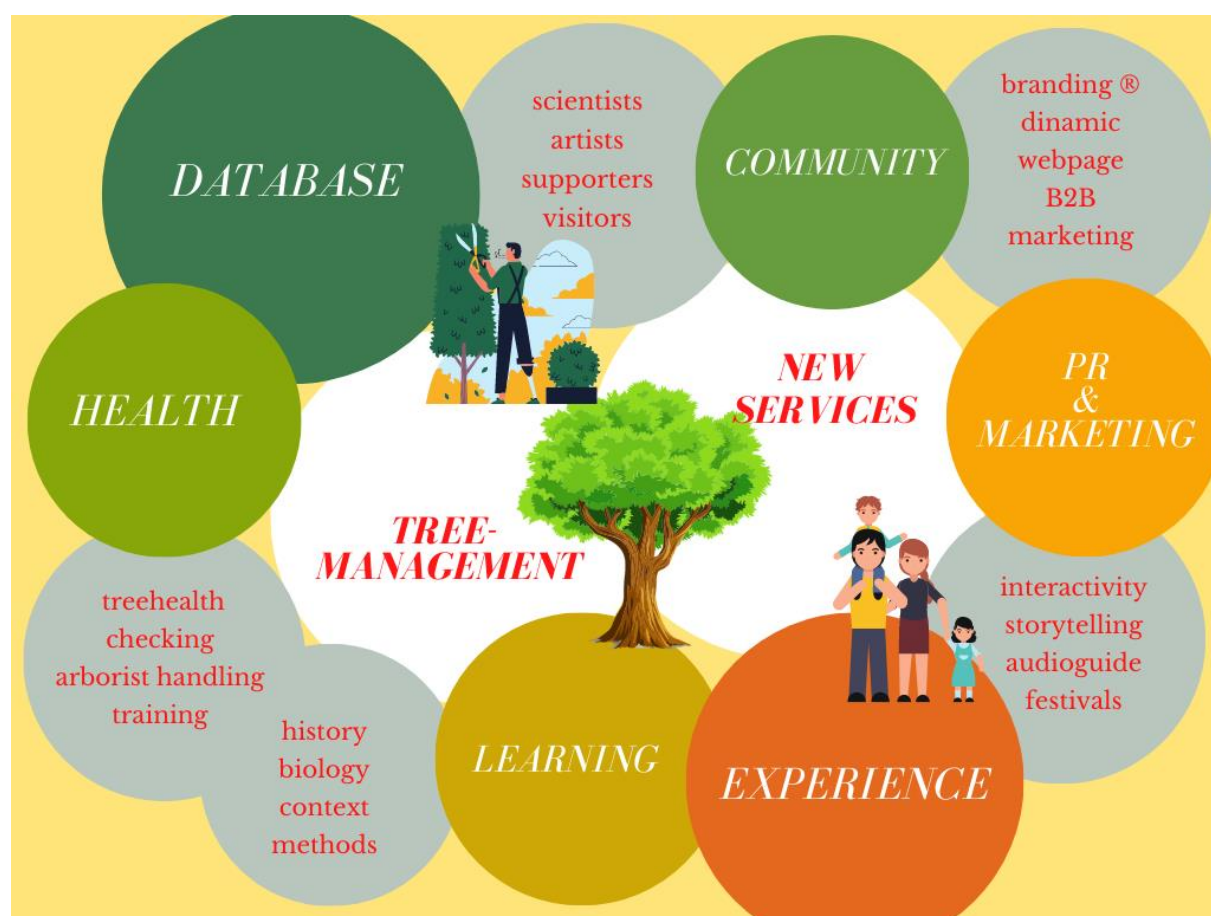 DATABASE
scientists
artists
supporters
visitors
COMMUNITY
branding ®
dinamic
webpage
B2B
marketing
HEALTH
NEW
SERVICES
PR
&
MARKETING
TREE-
MANAGEMENT
treehealth
checking
arborist handling
training
interactivity
storytelling
audioguide
festivals
history
biology
context
methods
LEARNING
EXPERIENCE